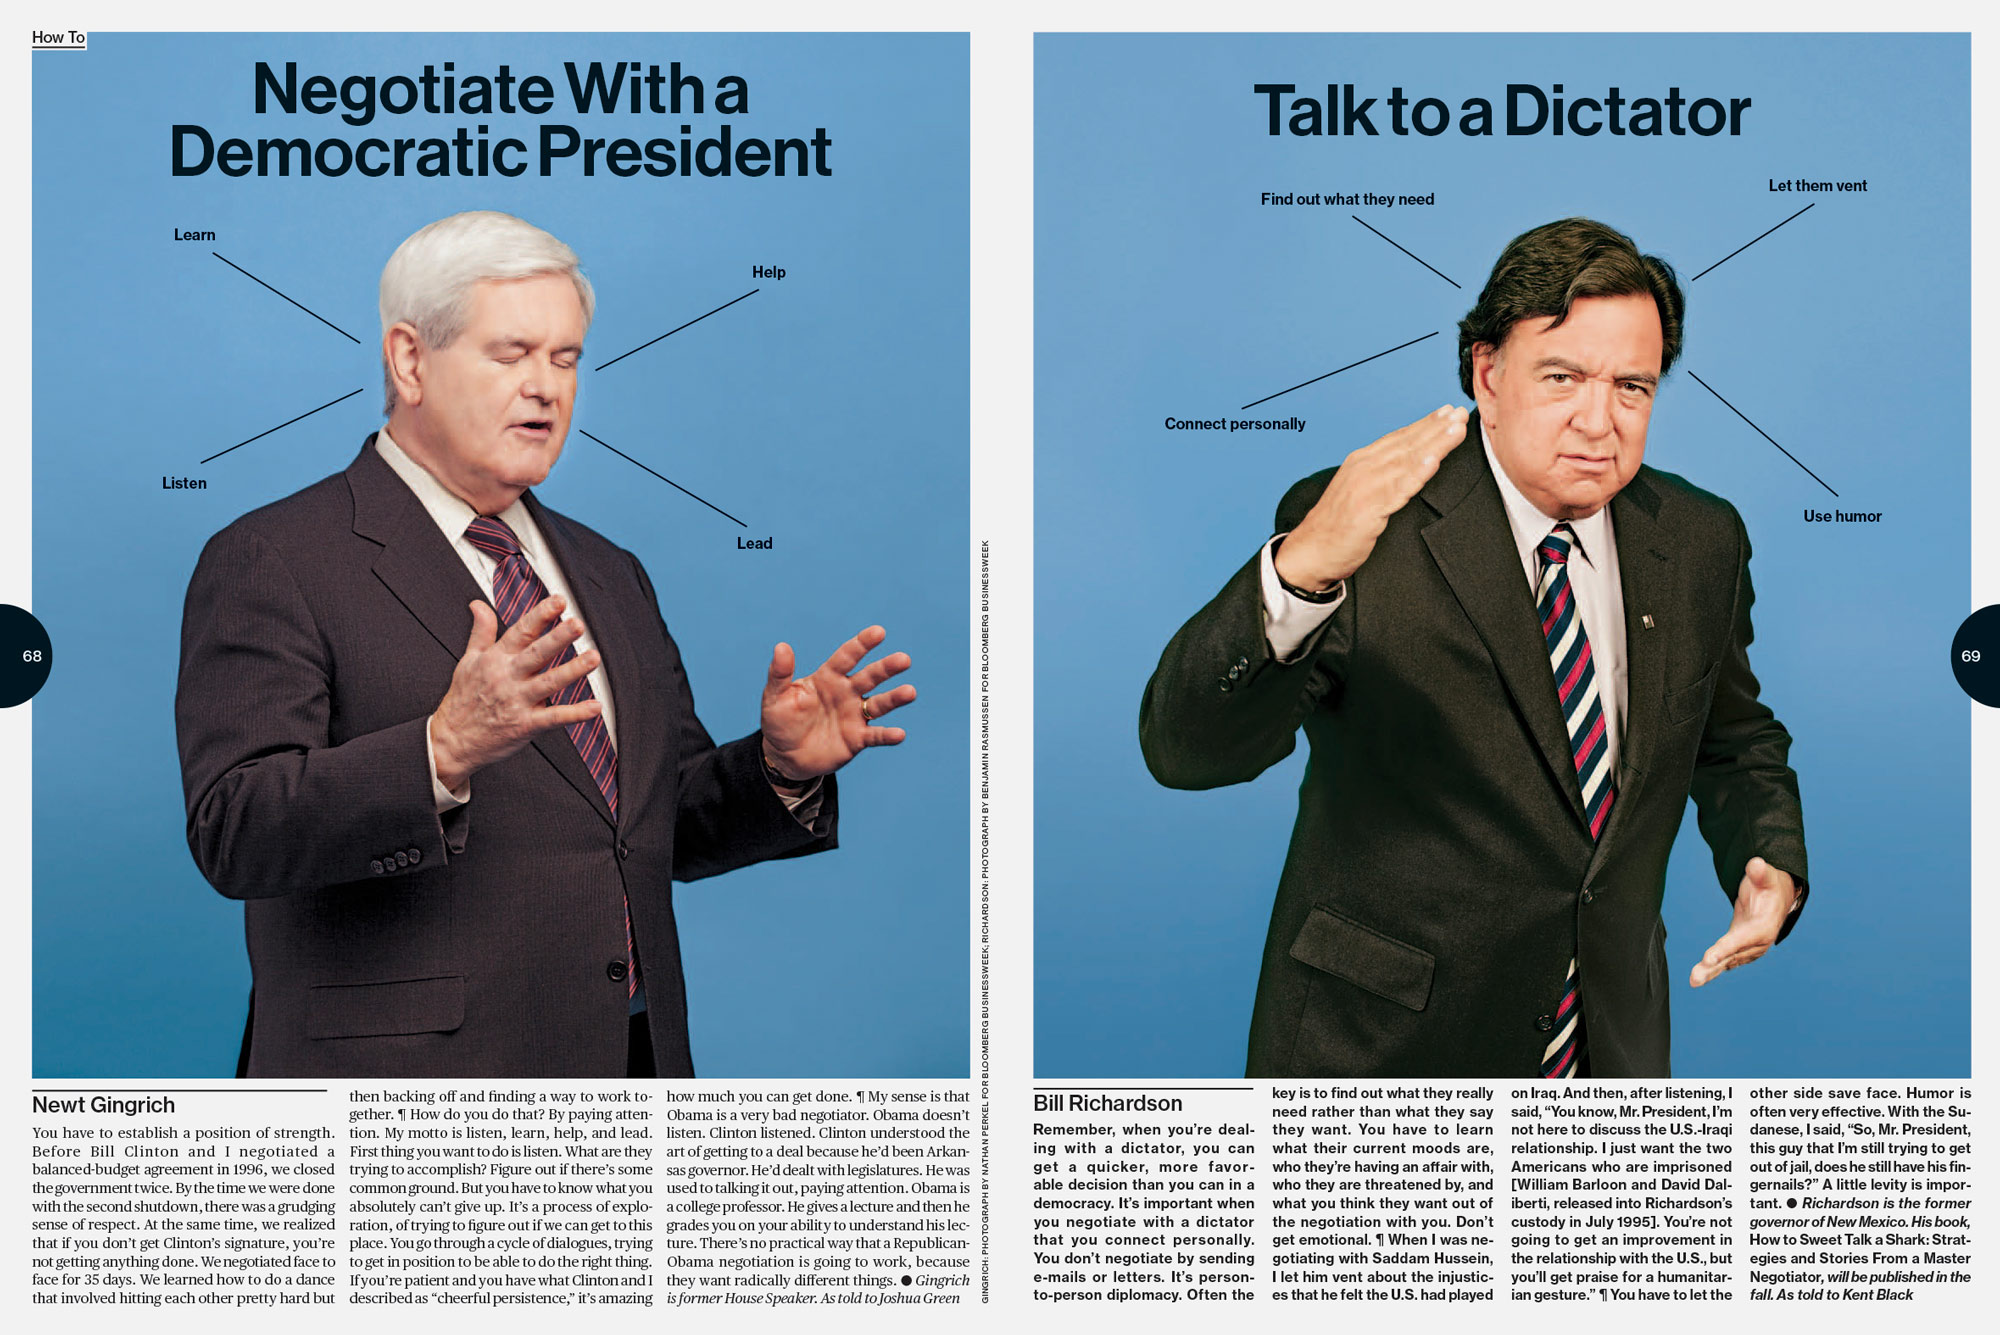 How To
Negotiate With a
Democratic President
Learn
Help
Listen
Lead
68
Newt Gingrich
You have to establish a position of strength.
Before Bill Clinton and I negotiated a
balanced-budget agreement in 1996, we closed
the government twice. By the time we were done
with the second shutdown, there was a grudging
sense of respect. At the same time, we realized
that if you don't get Clinton's signature, you're
not getting anything done. We negotiated face to
face for 35 days. We learned how to do a dance
that involved hitting each other pretty hard but
then backing off and finding a way to work to-
gether. ¶ How do you do that? By paying atten-
tion. My motto is listen, learn, help, and lead.
First thing you want to do is listen. What are they
trying to accomplish? Figure out if there's some
common ground. But you have to know what you
absolutely can't give up. It's a process of explo-
ration, of trying to figure out if we can get to this
place. You go through a cycle of dialogues, trying
to get in position to be able to do the right thing.
If you're patient and you have what Clinton and I
described as “cheerful persistence,” it's amazing
how much you can get done. ¶ My sense is that
Obama is a very bad negotiator. Obama doesn't
listen. Clinton listened. Clinton understood the
art of getting to a deal because he'd been Arkan-
sas governor. He'd dealt with legislatures. He was
used to talking it out, paying attention. Obama is
a college professor. He gives a lecture and then he
grades you on your ability to understand his lec-
ture. There's no practical way that a Republican-
Obama negotiation is going to work, because
they want radically different things. ● Gingrich
is former House Speaker. As told to Joshua Green
GINGRICH: PHOTOGRAPH BY NATHAN PERKEL FOR BLOOMBERG BUSINESSWEEK; RICHARDSON: PHOTOGRAPH BY BENJAMIN RASMUSSEN FOR BLOOMBERG BUSINESSWEEK
Talk to a Dictator
Find out what they need
Let them vent
Connect personally
Use humor
69
Bill Richardson
Remember, when you're deal-
ing with a dictator, you can
get a quicker, more favor-
able decision than you can in a
democracy. It's important when
you negotiate with a dictator
that you connect personally.
You don't negotiate by sending
e-mails or letters. It's person-
to-person diplomacy. Often the
key is to find out what they really
need rather than what they say
they want. You have to learn
what their current moods are,
who they're having an affair with,
who they are threatened by, and
what you think they want out of
the negotiation with you. Don't
get emotional. ¶ When I was ne-
gotiating with Saddam Hussein,
I let him vent about the injustic-
es that he felt the U.S. had played
on Iraq. And then, after listening, I
said, “You know, Mr. President, I'm
not here to discuss the U.S.-Iraqi
relationship. I just want the two
Americans who are imprisoned
[William Barloon and David Dal-
iberti, released into Richardson's
custody in July 1995]. You're not
going to get an improvement in
the relationship with the U.S., but
you'll get praise for a humanitar-
ian gesture.” ¶ You have to let the
other side save face. Humor is
often very effective. With the Su-
danese, I said, “So, Mr. President,
this guy that I'm still trying to get
out of jail, does he still have his fin-
gernails?” A little levity is impor-
tant. ● Richardson is the former
governor of New Mexico. His book,
How to Sweet Talk a Shark: Strat-
egies and Stories From a Master
Negotiator, will be published in the
fall. As told to Kent Black